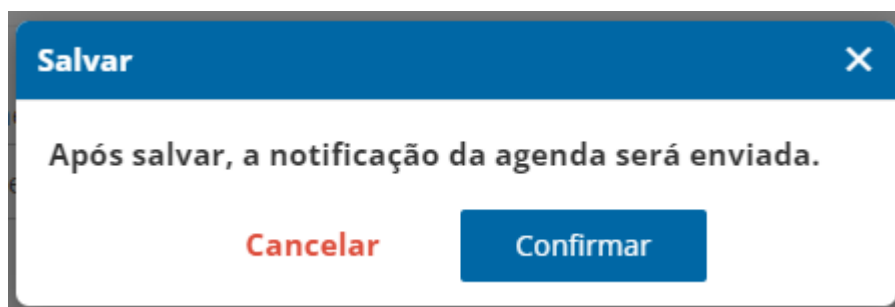 Salvar
Após salvar, a notificação da agenda será enviada.
Cancelar Confirmar